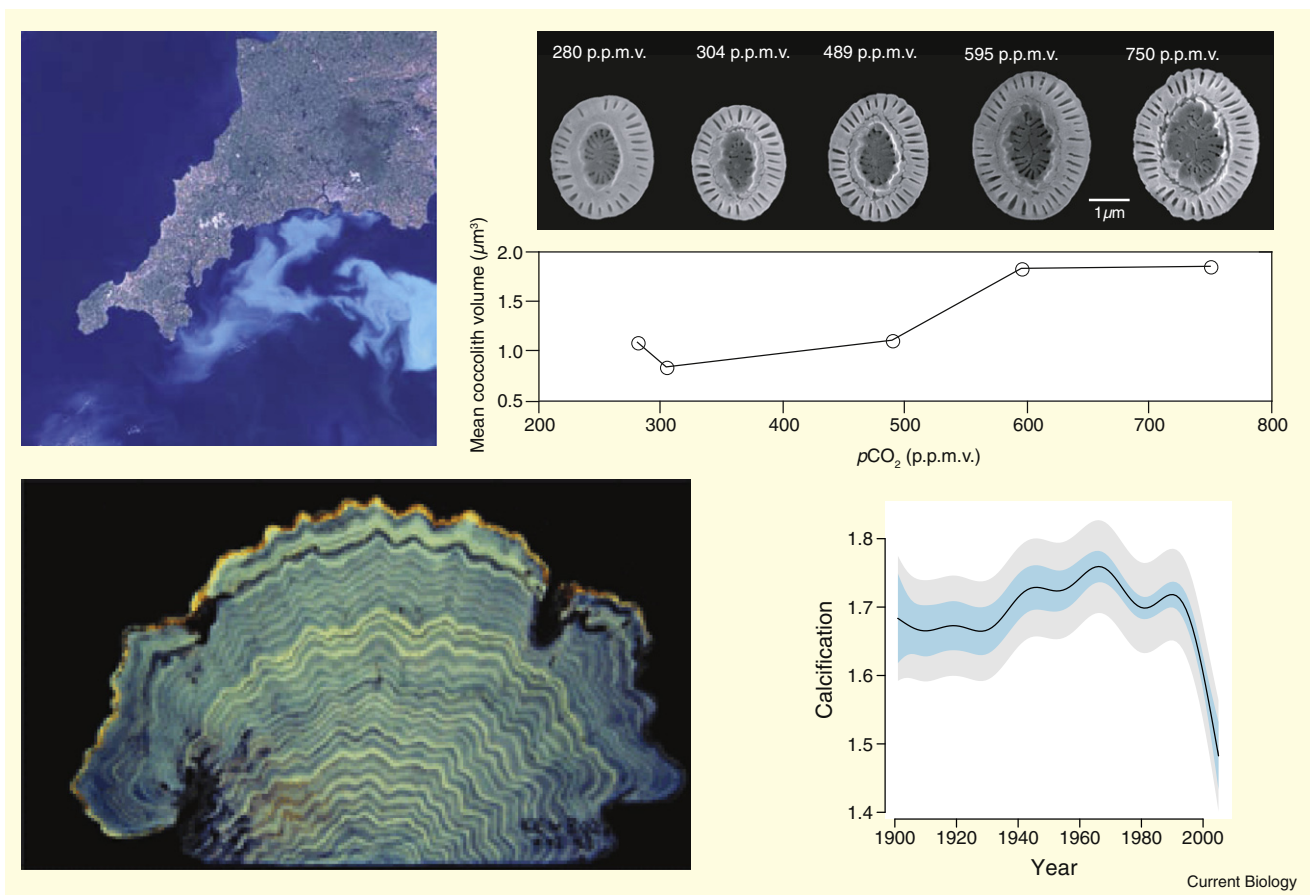 280 p.p.m.v. 304 p.p.m.v. 489 p.p.m.v. 595 p.p.m.v. 750 p.p.m.v.
1μm
Mean coccolith volume (μm³)
2.0
1.5
1.0
0.5
200 300 400 500 600 700 800
pCO₂ (p.p.m.v.)
Calcification
1.8
1.7
1.6
1.5
1.4
1900 1920 1940 1960 1980 2000
Year
Current Biology